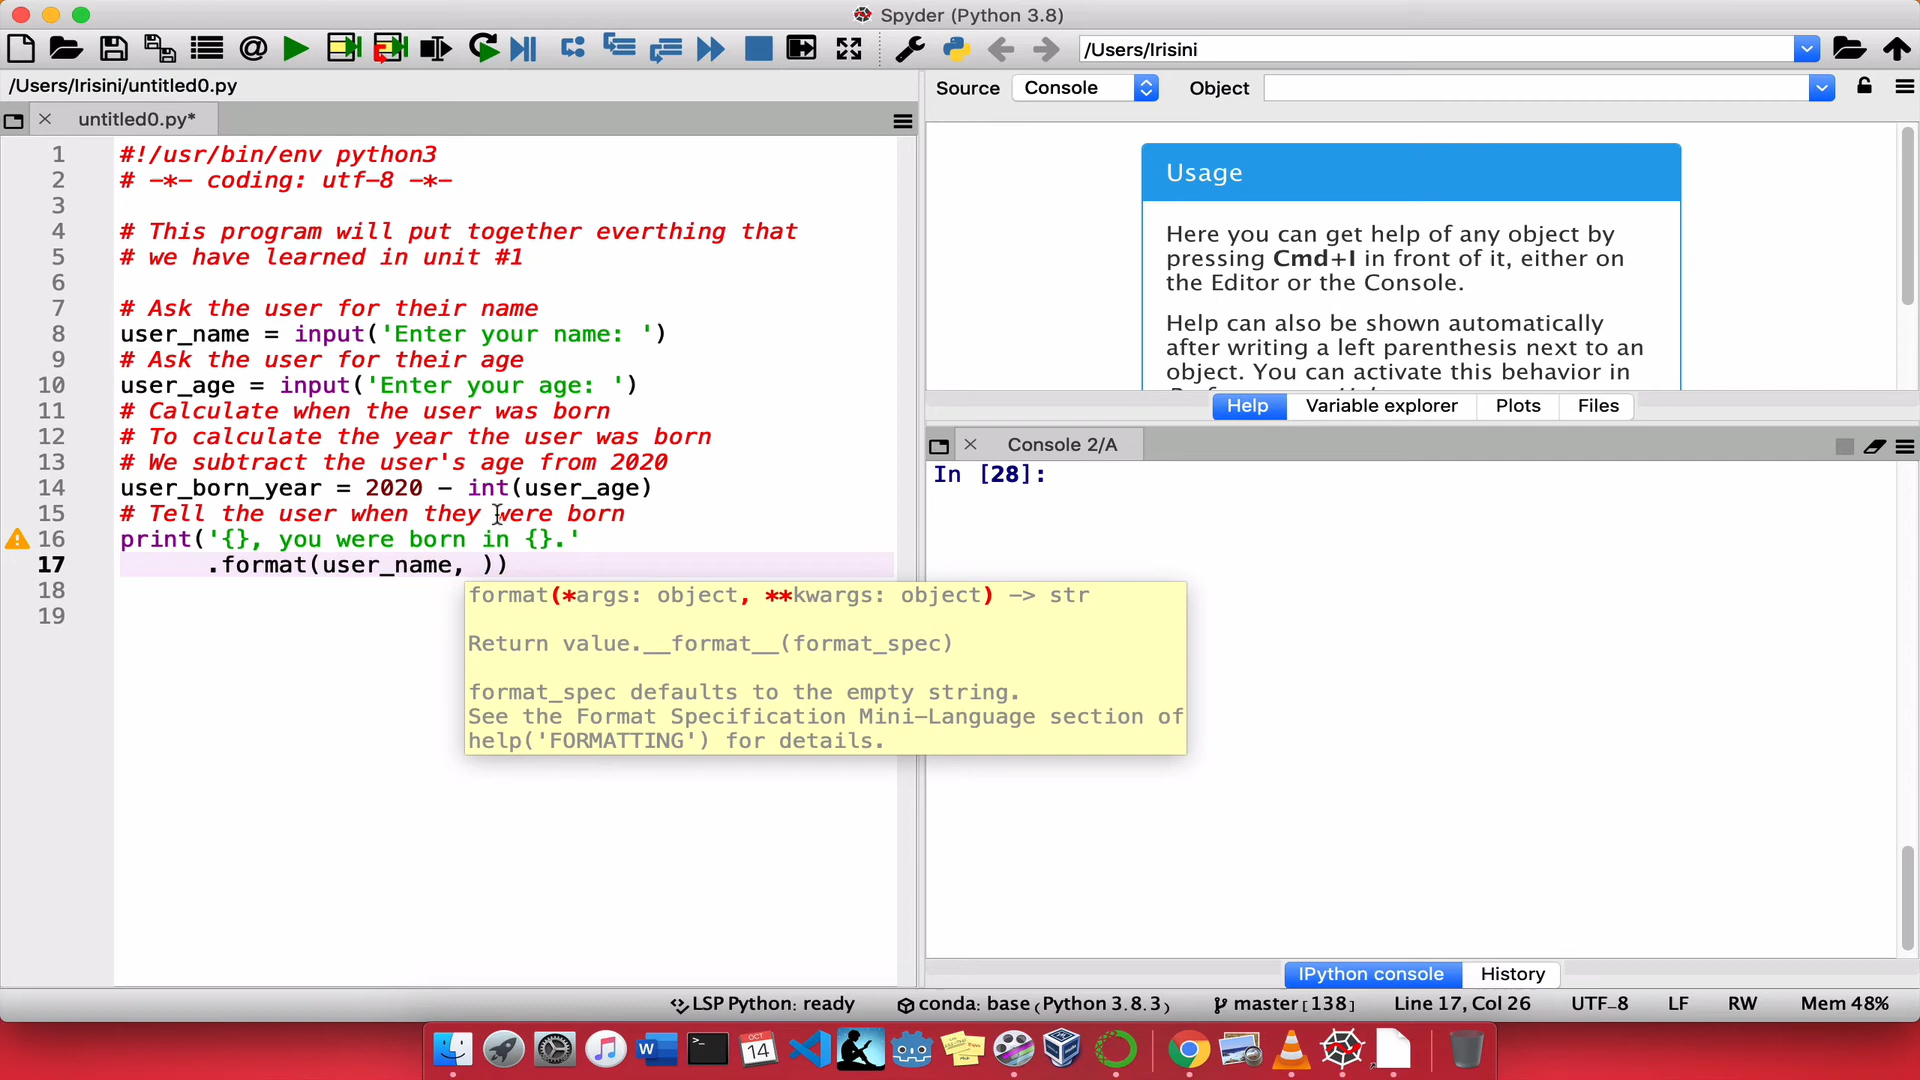 Spyder (Python 3.8)
/Users/Irisini
/Users/Irisini/untitled0.py
untitled0.py*
1 #!/usr/bin/env python3
2 # -*- coding: utf-8 -*-
3
4 # This program will put together everthing that
5 # we have learned in unit #1
6
7 # Ask the user for their name
8 user_name = input('Enter your name: ')
9 # Ask the user for their age
10 user_age = input('Enter your age: ')
11 # Calculate when the user was born
12 # To calculate the year the user was born
13 # We subtract the user's age from 2020
14 user_born_year = 2020 - int(user_age)
15 # Tell the user when they were born
16 print('{}, you were born in {}.'
17 .format(user_name, ))
18
19
format(*args: object, **kwargs: object) -> str
Return value.__format__(format_spec)
format_spec defaults to the empty string.
See the Format Specification Mini-Language section of
help('FORMATTING') for details.
Source Console Object
Usage
Here you can get help of any object by
pressing Cmd+I in front of it, either on
the Editor or the Console.
Help can also be shown automatically
after writing a left parenthesis next to an
object. You can activate this behavior in
Help Variable explorer Plots Files
Console 2/A
In [28]:
IPython console History
LSP Python: ready conda: base (Python 3.8.3) master [138] Line 17, Col 26 UTF-8 LF RW Mem 48%
OCT
14